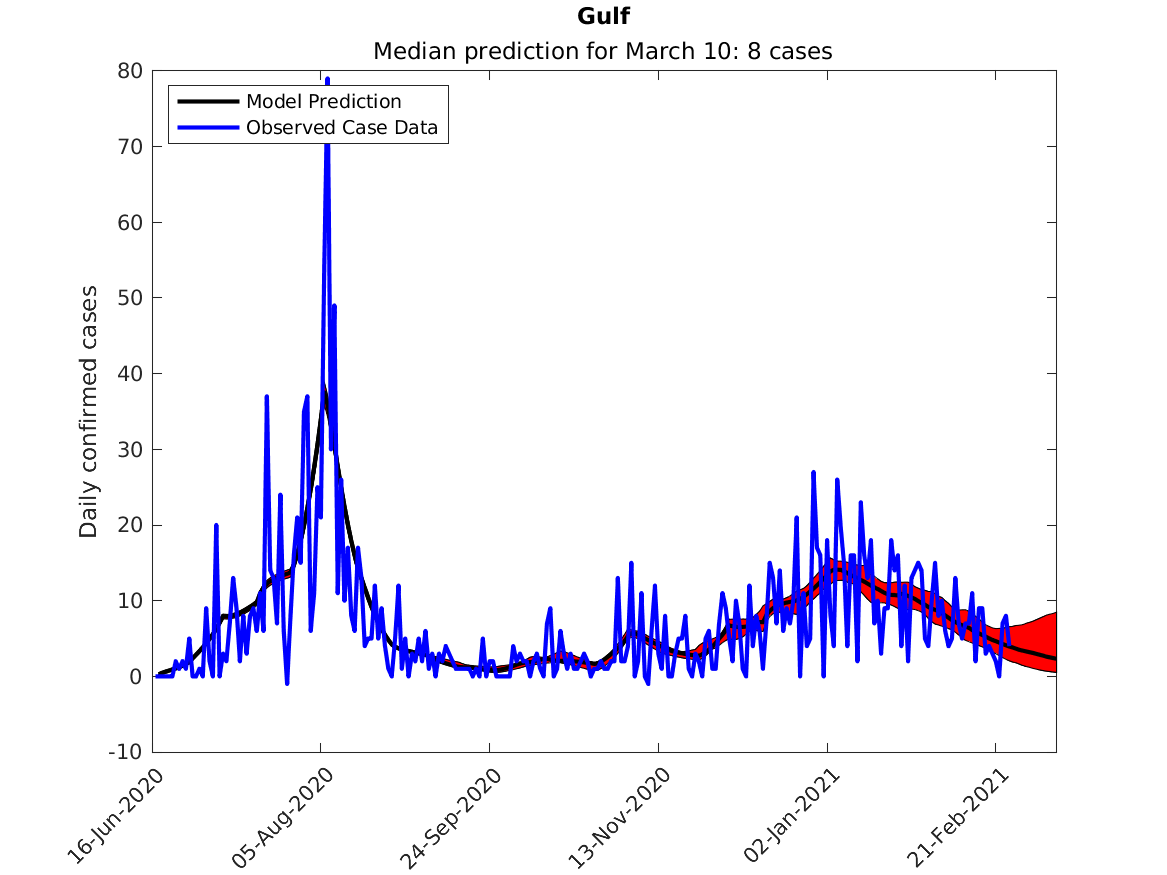 Gulf
Median prediction for March 10: 8 cases
Model Prediction
Observed Case Data
Daily confirmed cases
80
70
60
50
40
30
20
10
0
-10
16-Jun-2020
05-Aug-2020
24-Sep-2020
13-Nov-2020
02-Jan-2021
21-Feb-2021